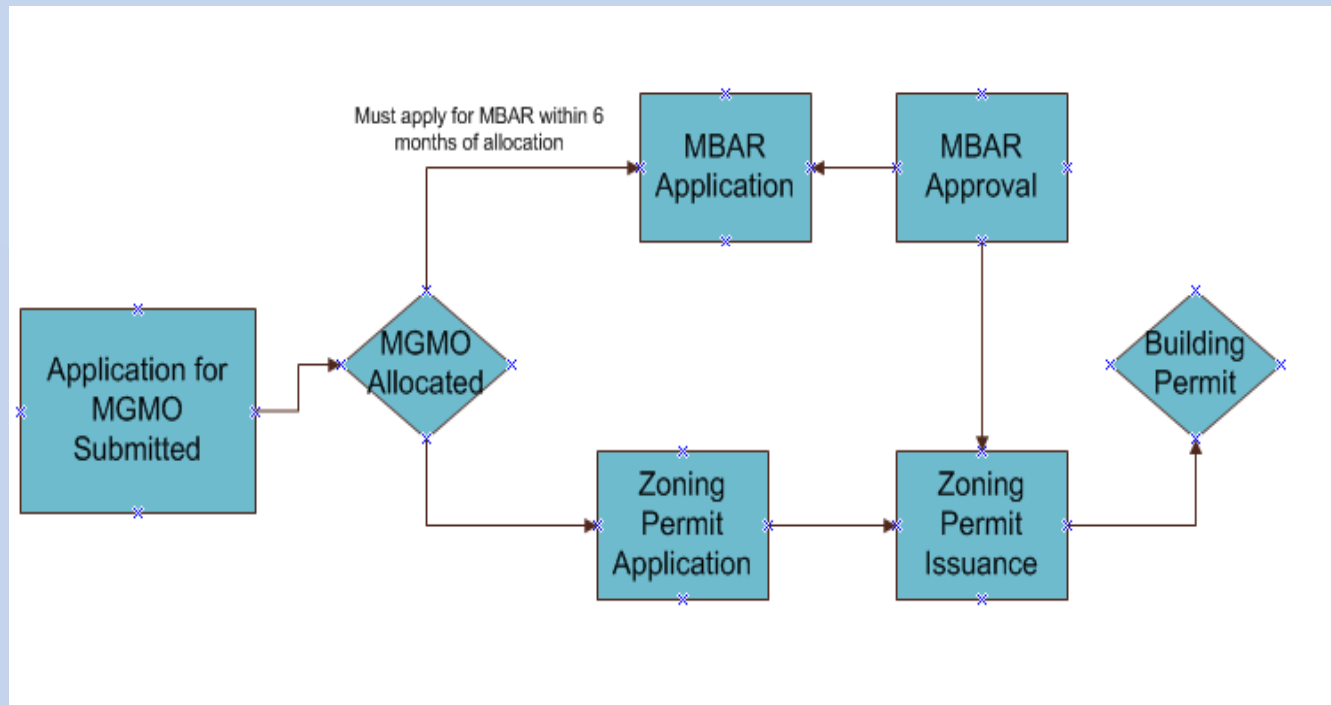 Must apply for MBAR within 6
months of allocation
MBAR
Application
MBAR
Approval
Application for
MGMO
Submitted
MGMO
Allocated
Building
Permit
Zoning
Permit
Application
Zoning
Permit
Issuance